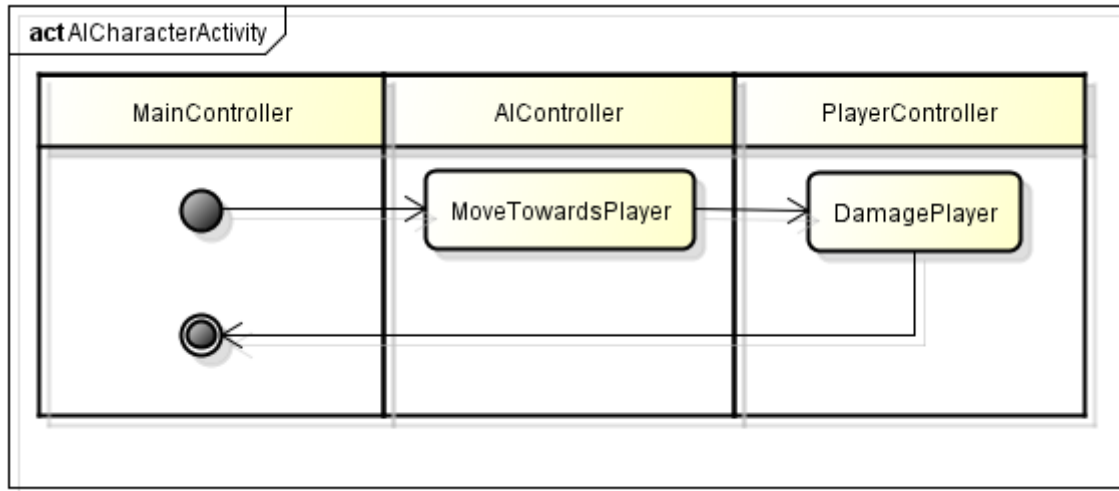 act AICharacterActivity
MainController
AIController
PlayerController
MoveTowardsPlayer
DamagePlayer